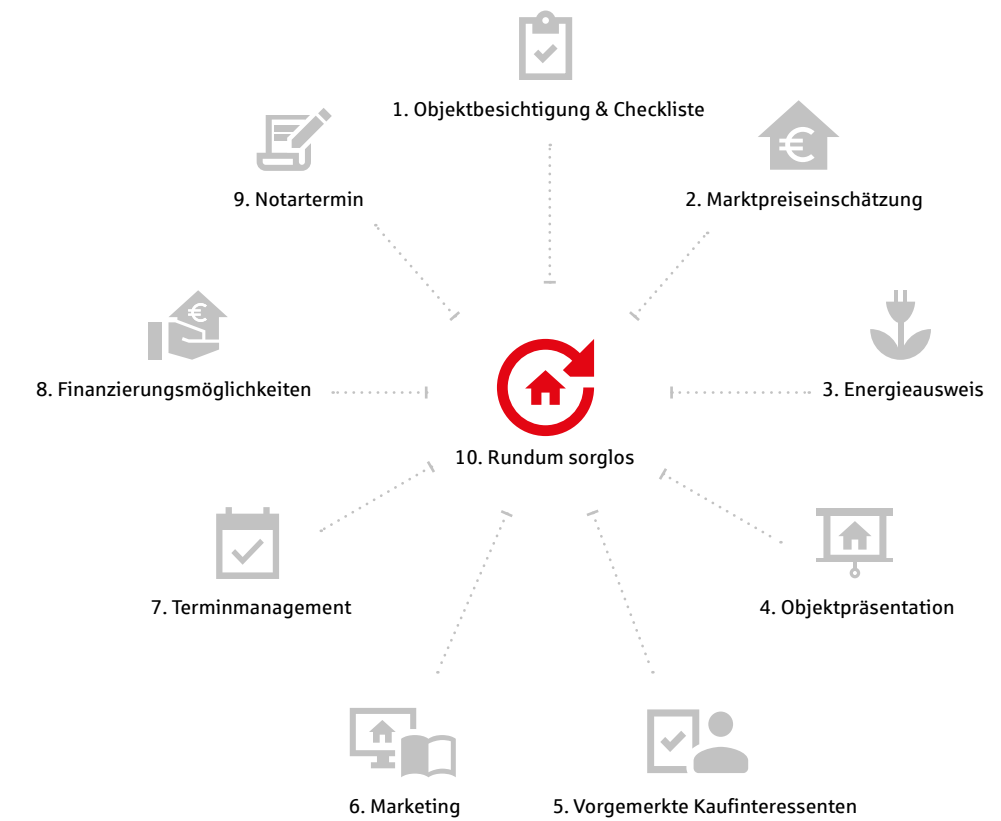 1. Objektbesichtigung & Checkliste
2. Marktpreiseinschätzung
3. Energieausweis
4. Objektpräsentation
5. Vorgemerkte Kaufinteressenten
6. Marketing
7. Terminmanagement
8. Finanzierungsmöglichkeiten
9. Notartermin
10. Rundum sorglos